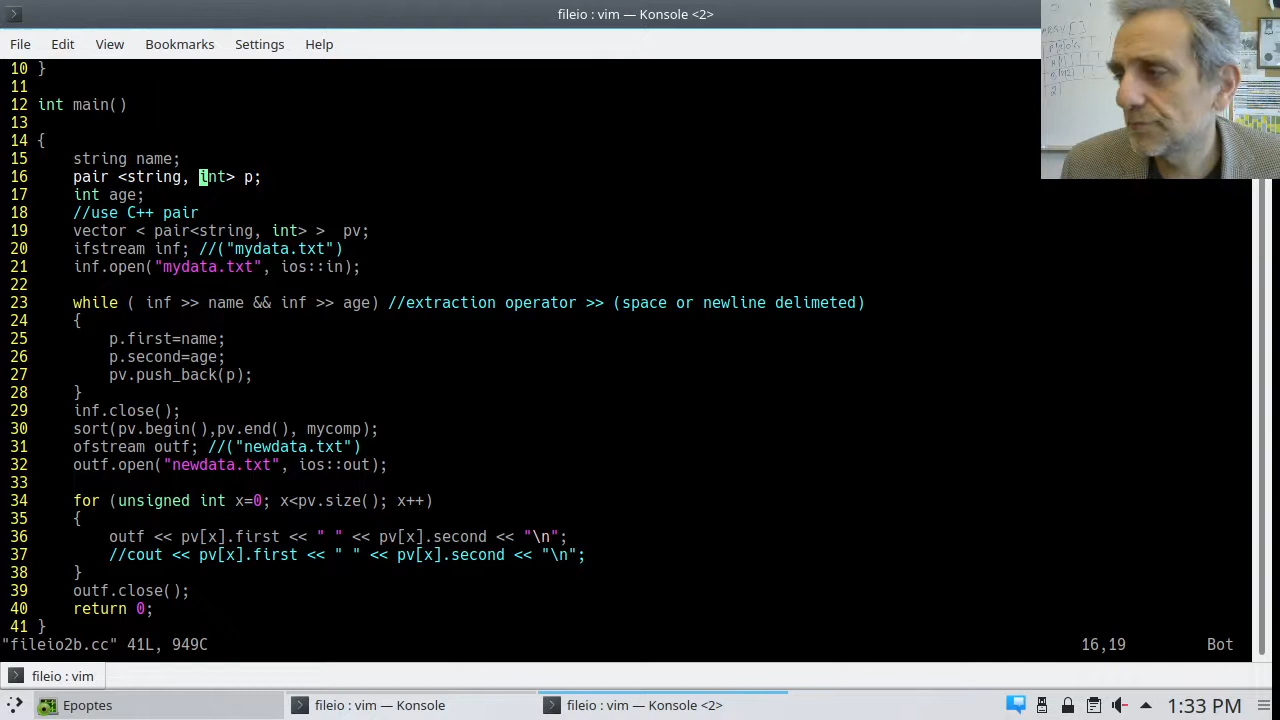 fileio : vim — Konsole <2>
File Edit View Bookmarks Settings Help
10 }
11
12 int main()
13
14 {
15 string name;
16 pair <string, int> p;
17 int age;
18 //use C++ pair
19 vector < pair<string, int> > pv;
20 ifstream inf; //("mydata.txt")
21 inf.open("mydata.txt", ios::in);
22
23 while ( inf >> name && inf >> age) //extraction operator >> (space or newline delimeted)
24 {
25 p.first=name;
26 p.second=age;
27 pv.push_back(p);
28 }
29 inf.close();
30 sort(pv.begin(),pv.end(), mycomp);
31 ofstream outf; //("newdata.txt")
32 outf.open("newdata.txt", ios::out);
33
34 for (unsigned int x=0; x<pv.size(); x++)
35 {
36 outf << pv[x].first << " " << pv[x].second << "\n";
37 //cout << pv[x].first << " " << pv[x].second << "\n";
38 }
39 outf.close();
40 return 0;
41 }
"fileio2b.cc" 41L, 949C 16,19 Bot
fileio : vim
Epoptes fileio : vim — Konsole fileio : vim — Konsole <2> 1:33 PM